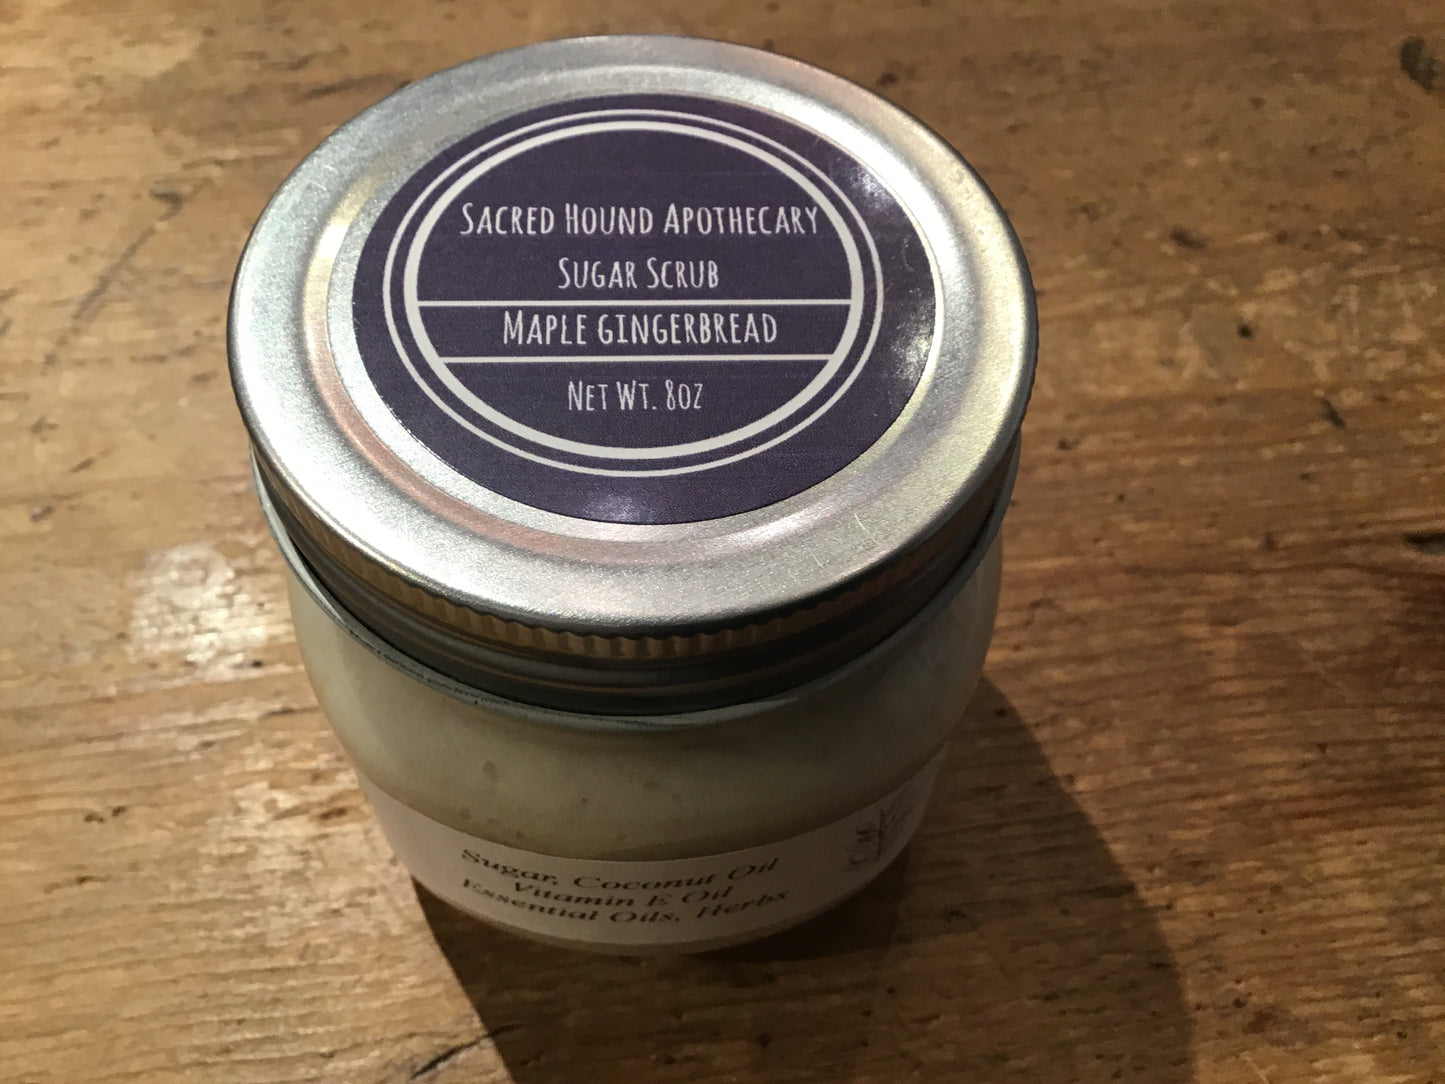 Sacred Hound Apothecary
Sugar Scrub
Maple gingerbread
Net Wt. 8oz
Sugar, Coconut Oil
Vitamin E Oil
Essential Oils, Herbs